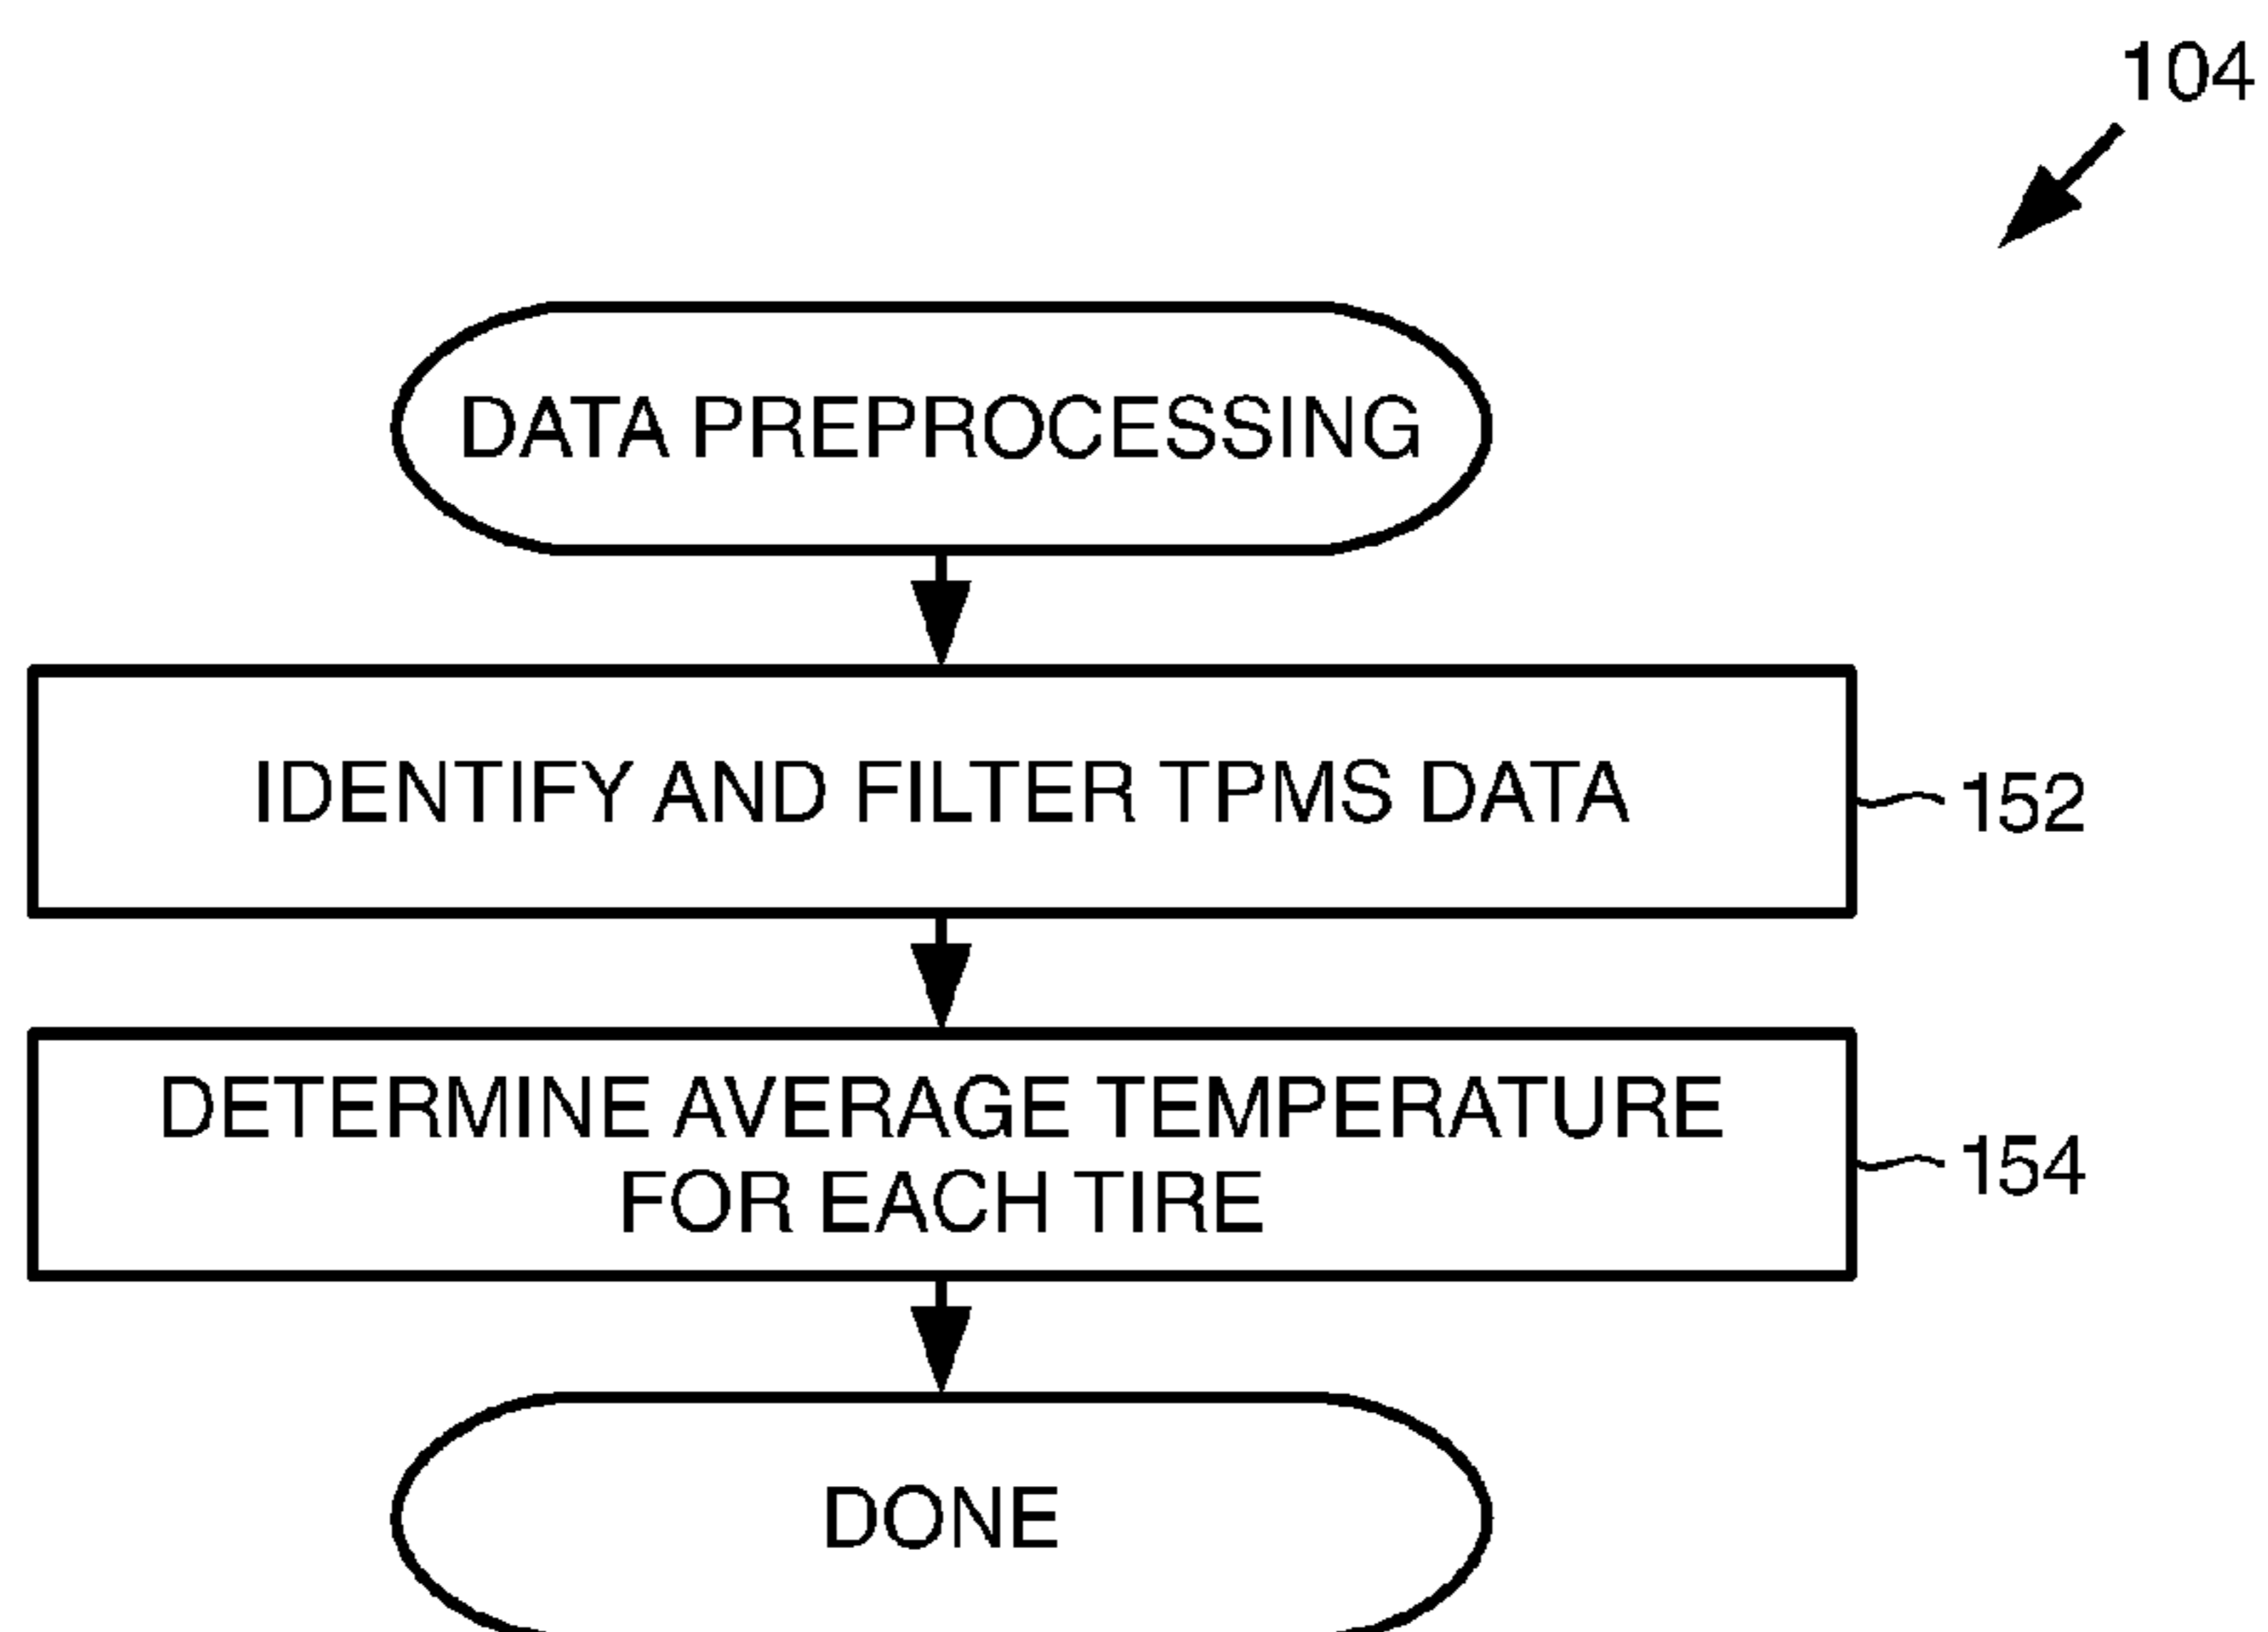 104
DATA PREPROCESSING
IDENTIFY AND FILTER TPMS DATA
152
DETERMINE AVERAGE TEMPERATURE
FOR EACH TIRE
154
DONE